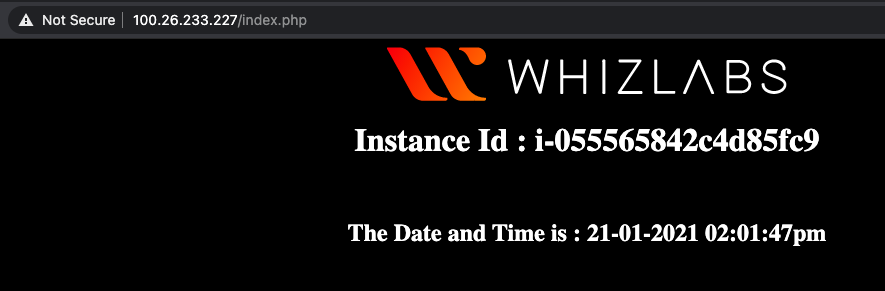 Not Secure | 100.26.233.227/index.php
WHIZLABS
Instance Id : i-055565842c4d85fc9
The Date and Time is : 21-01-2021 02:01:47pm